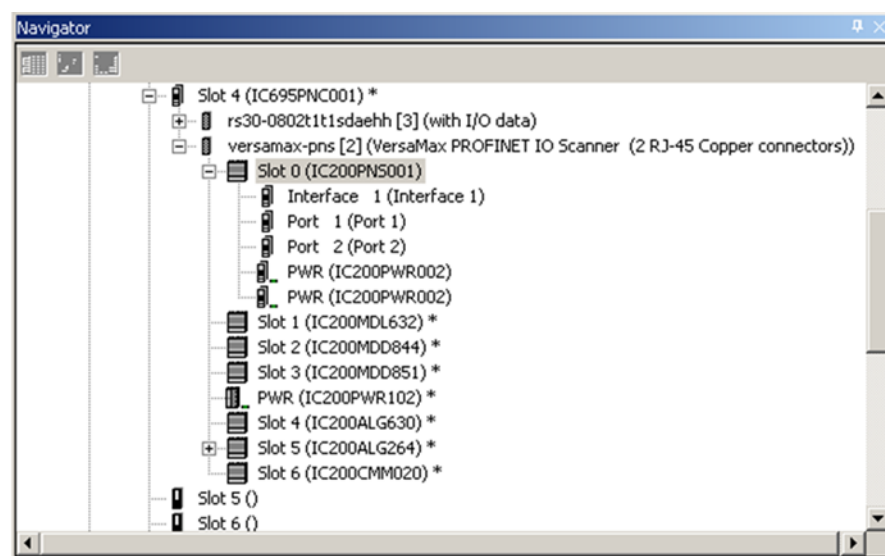 Navigator
Slot 4 (IC695PNC001) *
rs30-0802t1t1sdaehh [3] (with I/O data)
versamax-pns [2] (VersaMax PROFINET IO Scanner (2 RJ-45 Copper connectors))
Slot 0 (IC200PNS001)
Interface 1 (Interface 1)
Port 1 (Port 1)
Port 2 (Port 2)
PWR (IC200PWR002)
PWR (IC200PWR002)
Slot 1 (IC200MDL632) *
Slot 2 (IC200MDD844) *
Slot 3 (IC200MDD851) *
PWR (IC200PWR102) *
Slot 4 (IC200ALG630) *
Slot 5 (IC200ALG264) *
Slot 6 (IC200CMM020) *
Slot 5 ()
Slot 6 ()